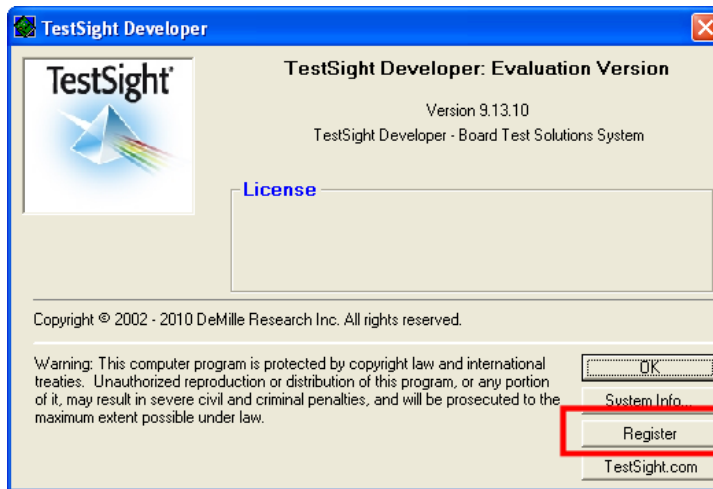 TestSight Developer
TestSight
TestSight Developer: Evaluation Version
Version 9.13.10
TestSight Developer - Board Test Solutions System
License
Copyright © 2002 - 2010 DeMille Research Inc. All rights reserved.
Warning: This computer program is protected by copyright law and international
treaties. Unauthorized reproduction or distribution of this program, or any portion
of it, may result in severe civil and criminal penalties, and will be prosecuted to the
maximum extent possible under law.
OK
System Info...
Register
TestSight.com